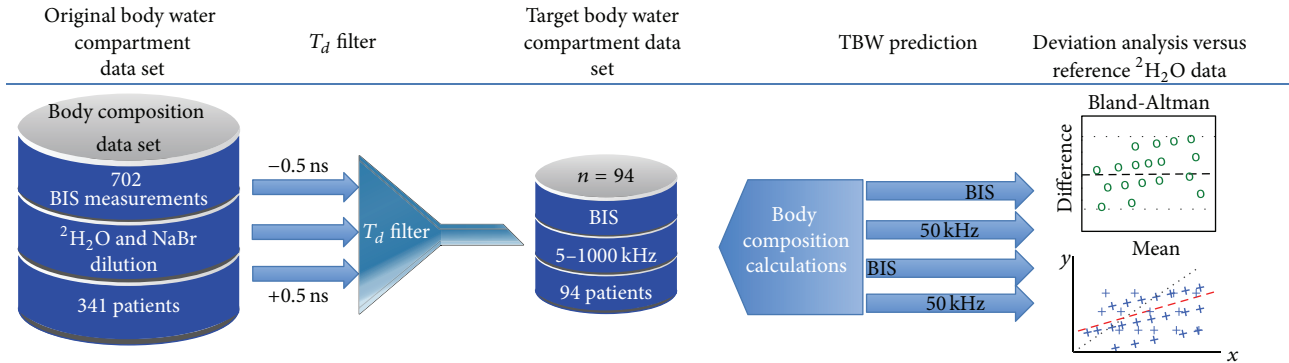 Original body water
compartment
data set
T_d filter
Target body water
compartment data
set
TBW prediction
Deviation analysis versus
reference ²H₂O data
Body composition
data set
702
BIS measurements
²H₂O and NaBr
dilution
341 patients
−0.5 ns
+0.5 ns
T_d filter
n = 94
BIS
5–1000 kHz
94 patients
Body
composition
calculations
BIS
50 kHz
BIS
50 kHz
Bland-Altman
Difference
Mean
y
x